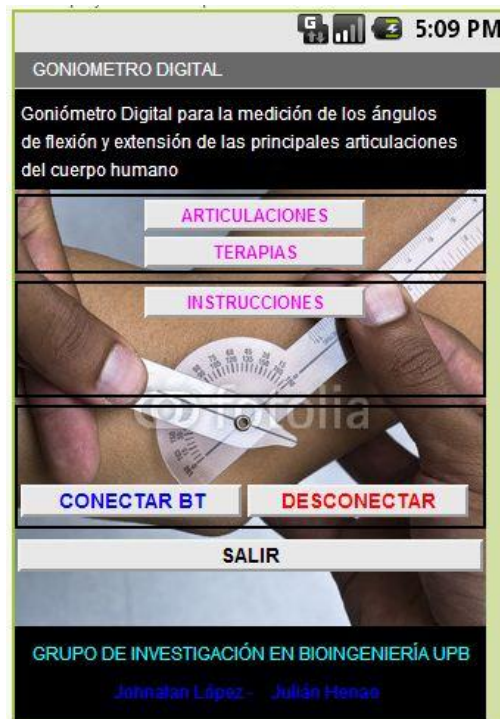 5:09 PM
GONIOMETRO DIGITAL
Goniómetro Digital para la medición de los ángulos
de flexión y extensión de las principales articulaciones
del cuerpo humano
ARTICULACIONES
TERAPIAS
INSTRUCCIONES
fotolia
CONECTAR BT DESCONECTAR
SALIR
GRUPO DE INVESTIGACIÓN EN BIOINGENIERÍA UPB
Johnatan López - Julián Henao